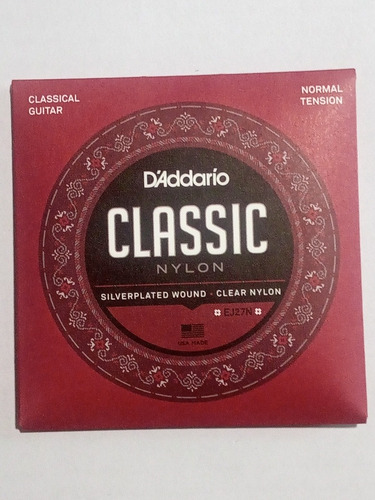 CLASSICAL
GUITAR
NORMAL
TENSION
D'Addario
CLASSIC
NYLON
SILVERPLATED WOUND - CLEAR NYLON
EJ27N
USA MADE